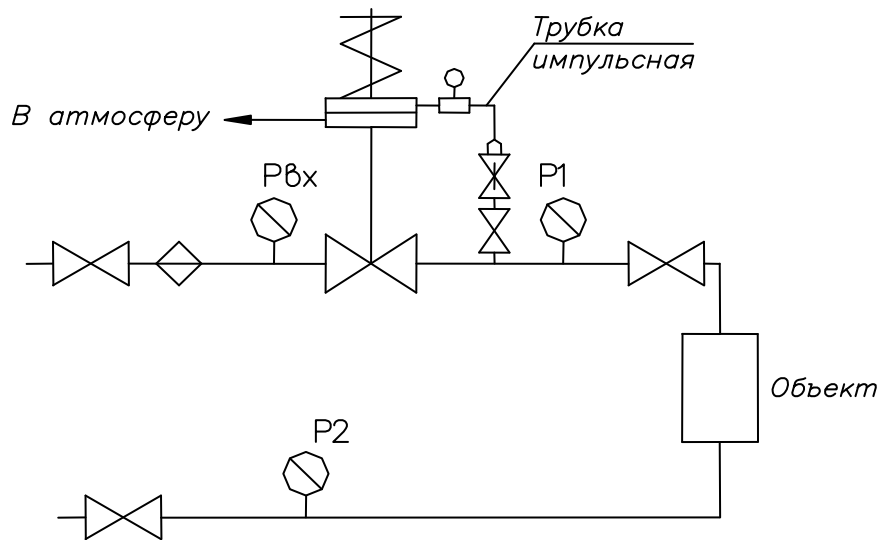 Трубка
импульсная
В атмосферу
Рвх
Р1
Объект
Р2